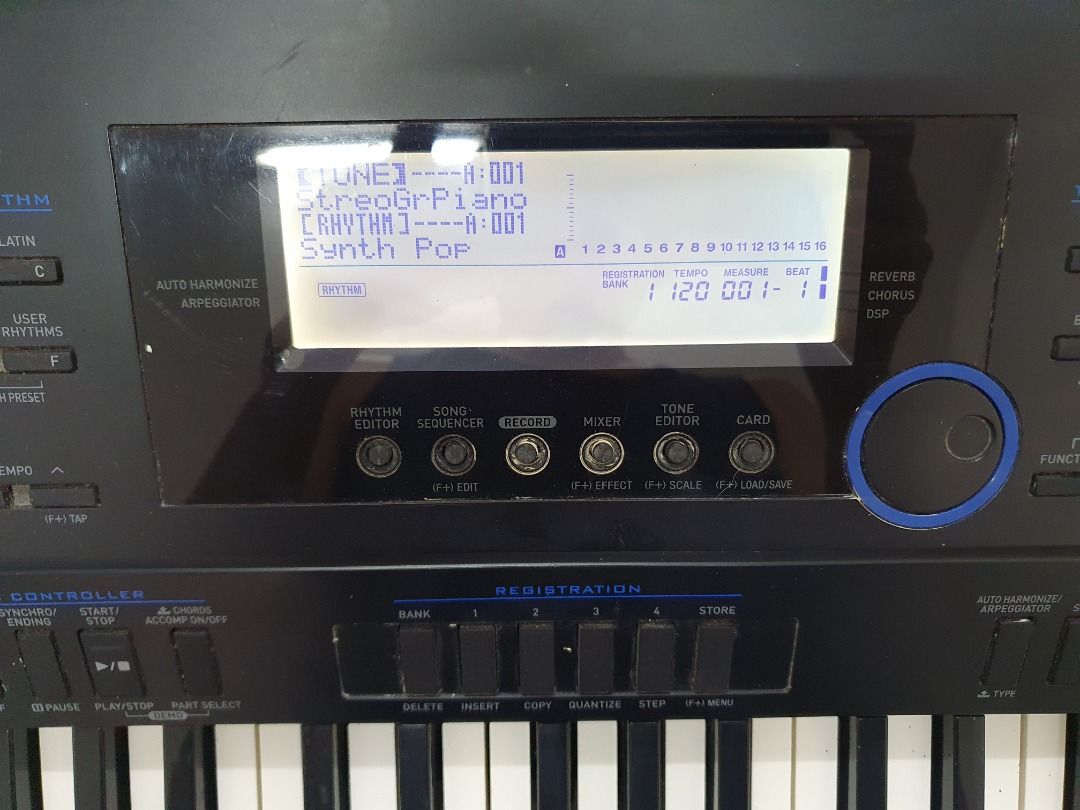 [TONE]----A:001
StreoGrPiano
[RHYTHM]----A:001
Synth Pop
A 1 2 3 4 5 6 7 8 9 10 11 12 13 14 15 16
RHYTHM
REGISTRATION BANK 1
TEMPO 120
MEASURE 001-
BEAT 1
LATIN
C
USER RHYTHMS
F
PRESET
(F+) TAP
AUTO HARMONIZE
ARPEGGIATOR
REVERB
CHORUS
DSP
RHYTHM EDITOR
SONG SEQUENCER
RECORD
MIXER
TONE EDITOR
CARD
(F+) EDIT
(F+) EFFECT
(F+) SCALE
(F+) LOAD/SAVE
CONTROLLER
SYNCHRO/ENDING
START/STOP
CHORDS
ACCOMP ON/OFF
PAUSE
PLAY/STOP
PART SELECT
DEMO
REGISTRATION
BANK 1 2 3 4 STORE
DELETE INSERT COPY QUANTIZE STEP (F+) MENU
AUTO HARMONIZE/
ARPEGGIATOR
TYPE